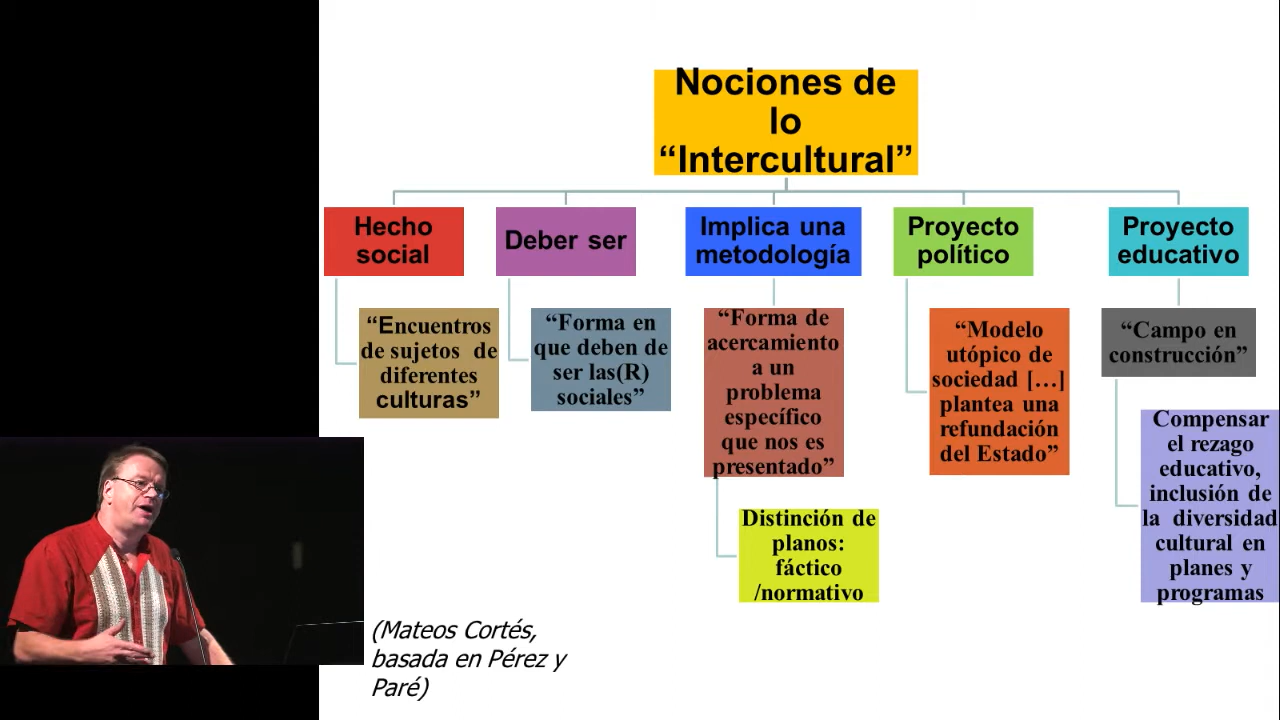 Nociones de
lo
“Intercultural”
Hecho
social
Deber ser
Implica una
metodología
Proyecto
político
Proyecto
educativo
“Encuentros
de sujetos de
diferentes
culturas”
“Forma en
que deben de
ser las(R)
sociales”
“Forma de
acercamiento
a un
problema
específico
que nos es
presentado”
“Modelo
utópico de
sociedad […]
plantea una
refundación
del Estado”
“Campo en
construcción”
Compensar
el rezago
educativo,
inclusión de
la diversidad
cultural en
planes y
programas
Distinción de
planos:
fáctico
/normativo
(Mateos Cortés,
basada en Pérez y
Paré)